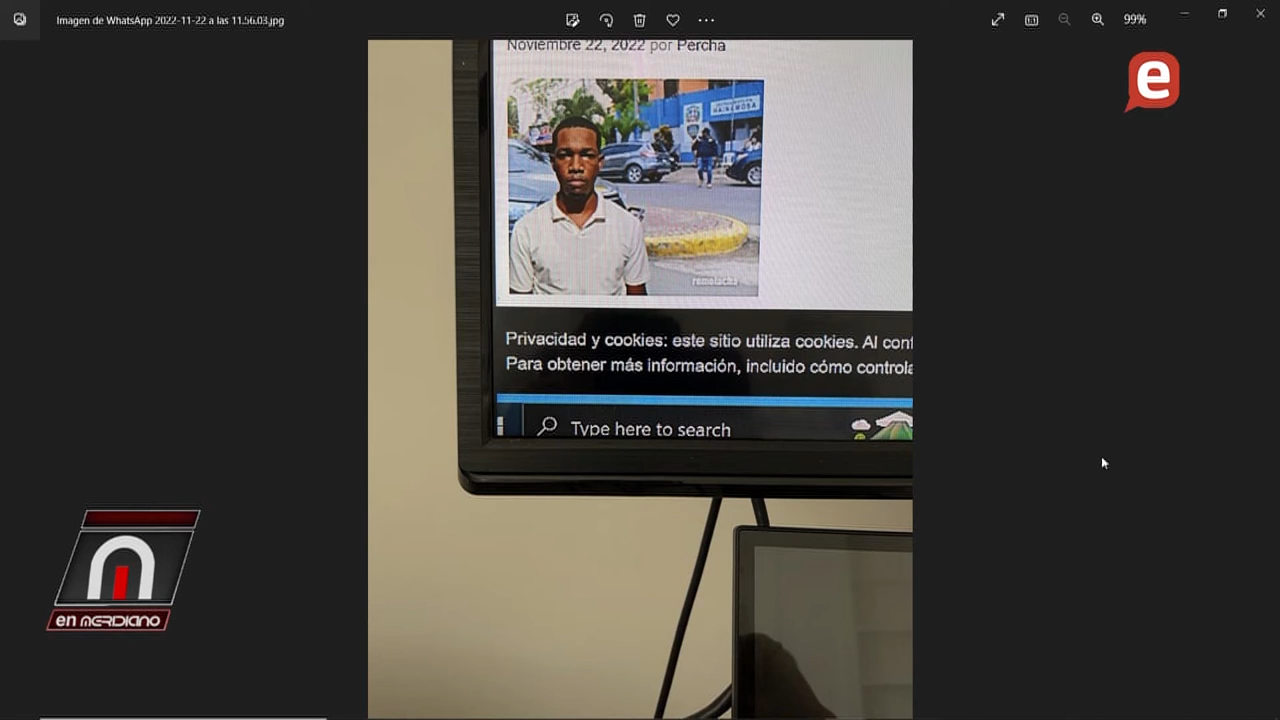 Imagen de WhatsApp 2022-11-22 a las 11.56.03.jpg
99%
Noviembre 22, 2022 por Percha
HAINAMOSA
remolacha
Privacidad y cookies: este sitio utiliza cookies. Al conf
Para obtener más información, incluido cómo controla
Type here to search
e
en MERIDIANO